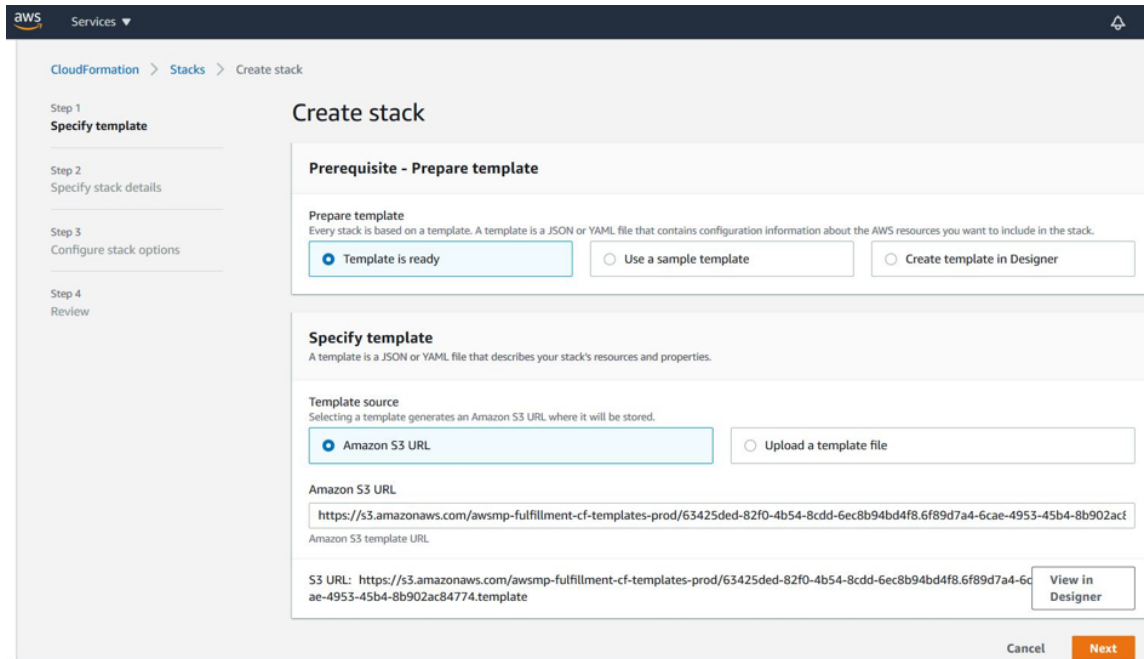 aws
Services ▼
CloudFormation > Stacks > Create stack
Step 1
Specify template
Step 2
Specify stack details
Step 3
Configure stack options
Step 4
Review
Create stack
Prerequisite - Prepare template
Prepare template
Every stack is based on a template. A template is a JSON or YAML file that contains configuration information about the AWS resources you want to include in the stack.
Template is ready
Use a sample template
Create template in Designer
Specify template
A template is a JSON or YAML file that describes your stack's resources and properties.
Template source
Selecting a template generates an Amazon S3 URL where it will be stored.
Amazon S3 URL
Upload a template file
Amazon S3 URL
https://s3.amazonaws.com/awsmp-fulfillment-cf-templates-prod/63425ded-82f0-4b54-8cdd-6ec8b94bd4f8.6f89d7a4-6cae-4953-45b4-8b902ac8
Amazon S3 template URL
S3 URL: https://s3.amazonaws.com/awsmp-fulfillment-cf-templates-prod/63425ded-82f0-4b54-8cdd-6ec8b94bd4f8.6f89d7a4-6c
ae-4953-45b4-8b902ac84774.template
View in
Designer
Cancel
Next